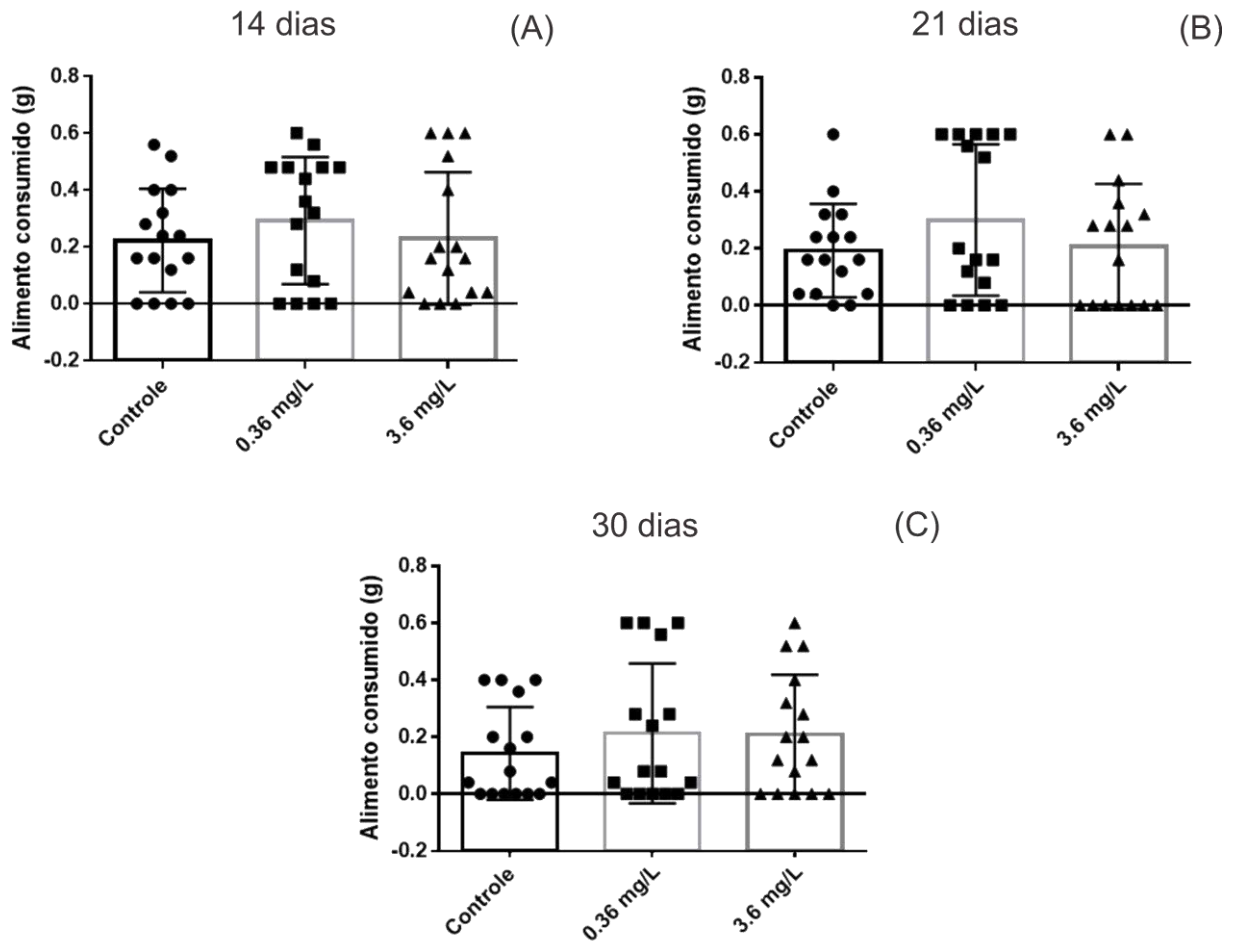 14 dias
(A)
Alimento consumido (g)
0.8
0.6
0.4
0.2
0.0
-0.2
Controle
0.36 mg/L
3.6 mg/L
21 dias
(B)
Alimento consumido (g)
0.8
0.6
0.4
0.2
0.0
-0.2
Controle
0.36 mg/L
3.6 mg/L
30 dias
(C)
Alimento consumido (g)
0.8
0.6
0.4
0.2
0.0
-0.2
Controle
0.36 mg/L
3.6 mg/L